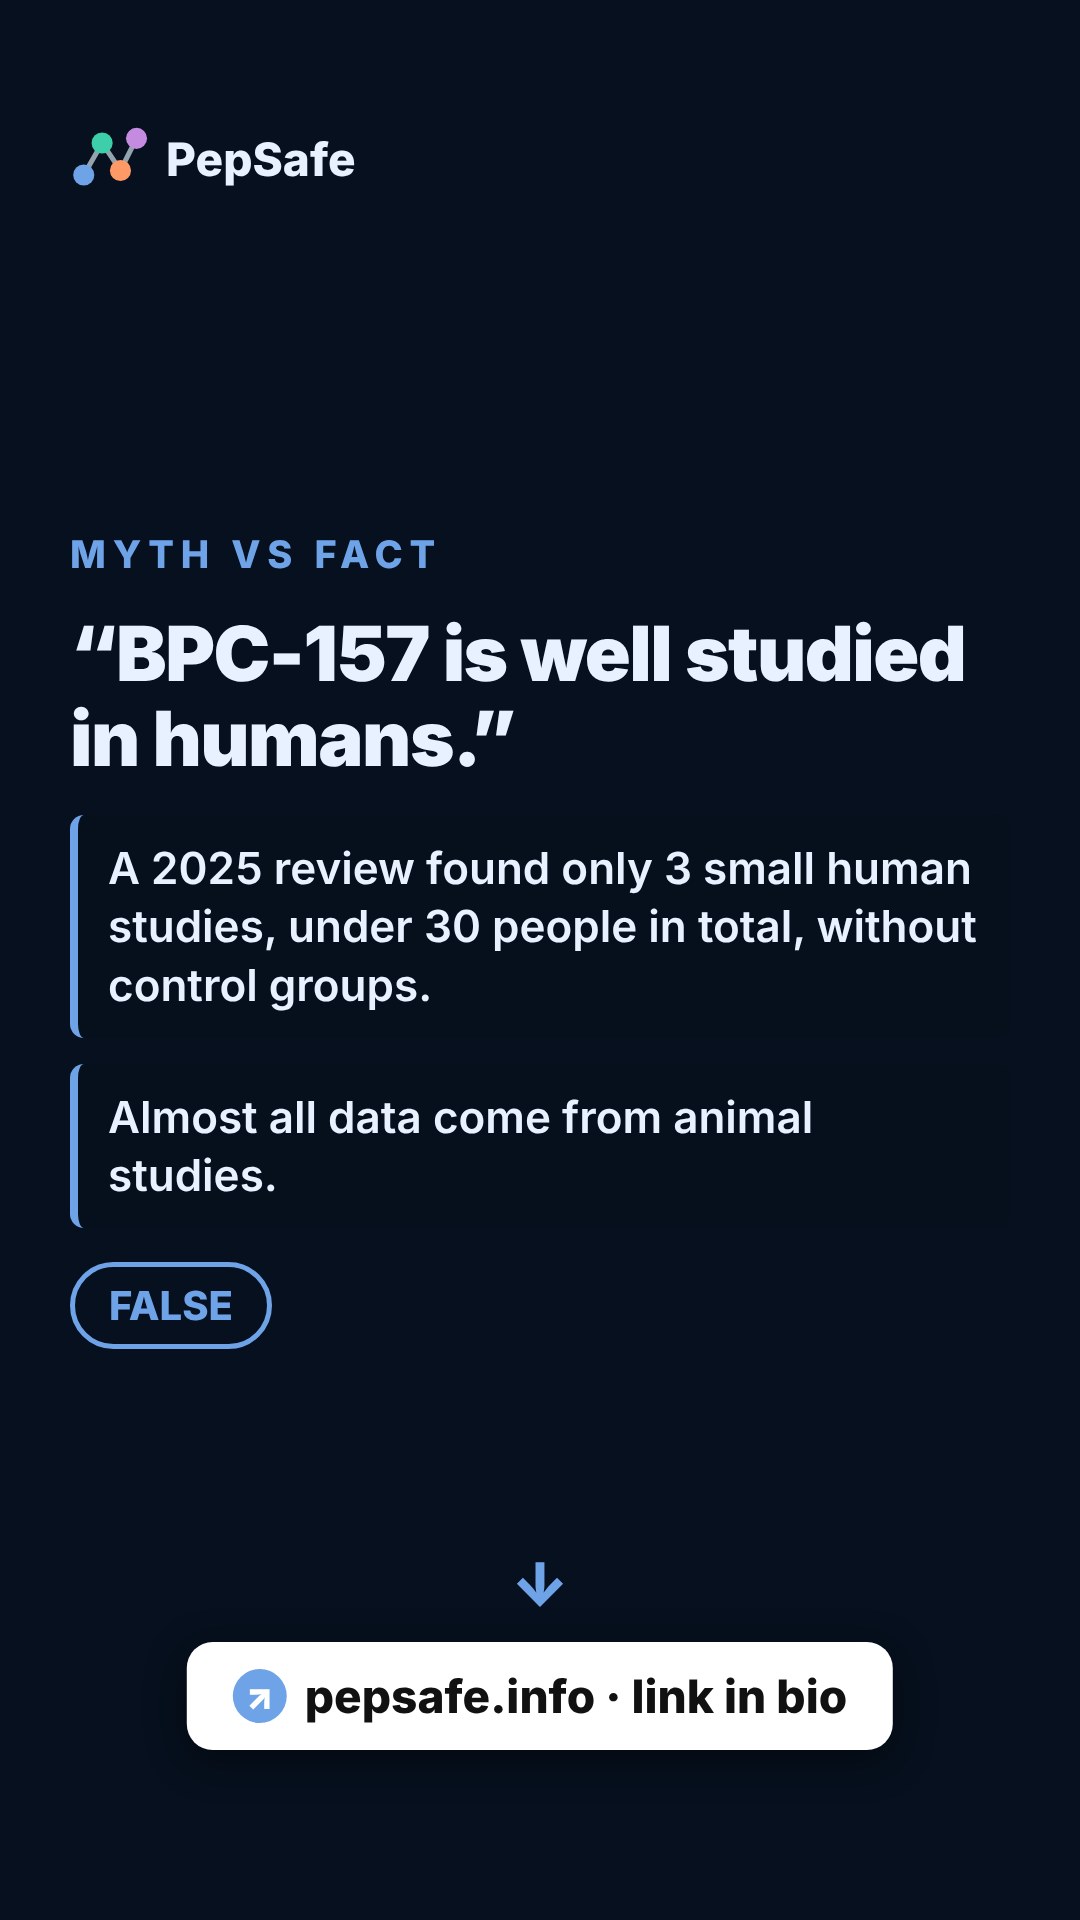 PepSafe
MYTH VS FACT
“BPC-157 is well studied
in humans.”
A 2025 review found only 3 small human
studies, under 30 people in total, without
control groups.
Almost all data come from animal
studies.
FALSE
pepsafe.info · link in bio